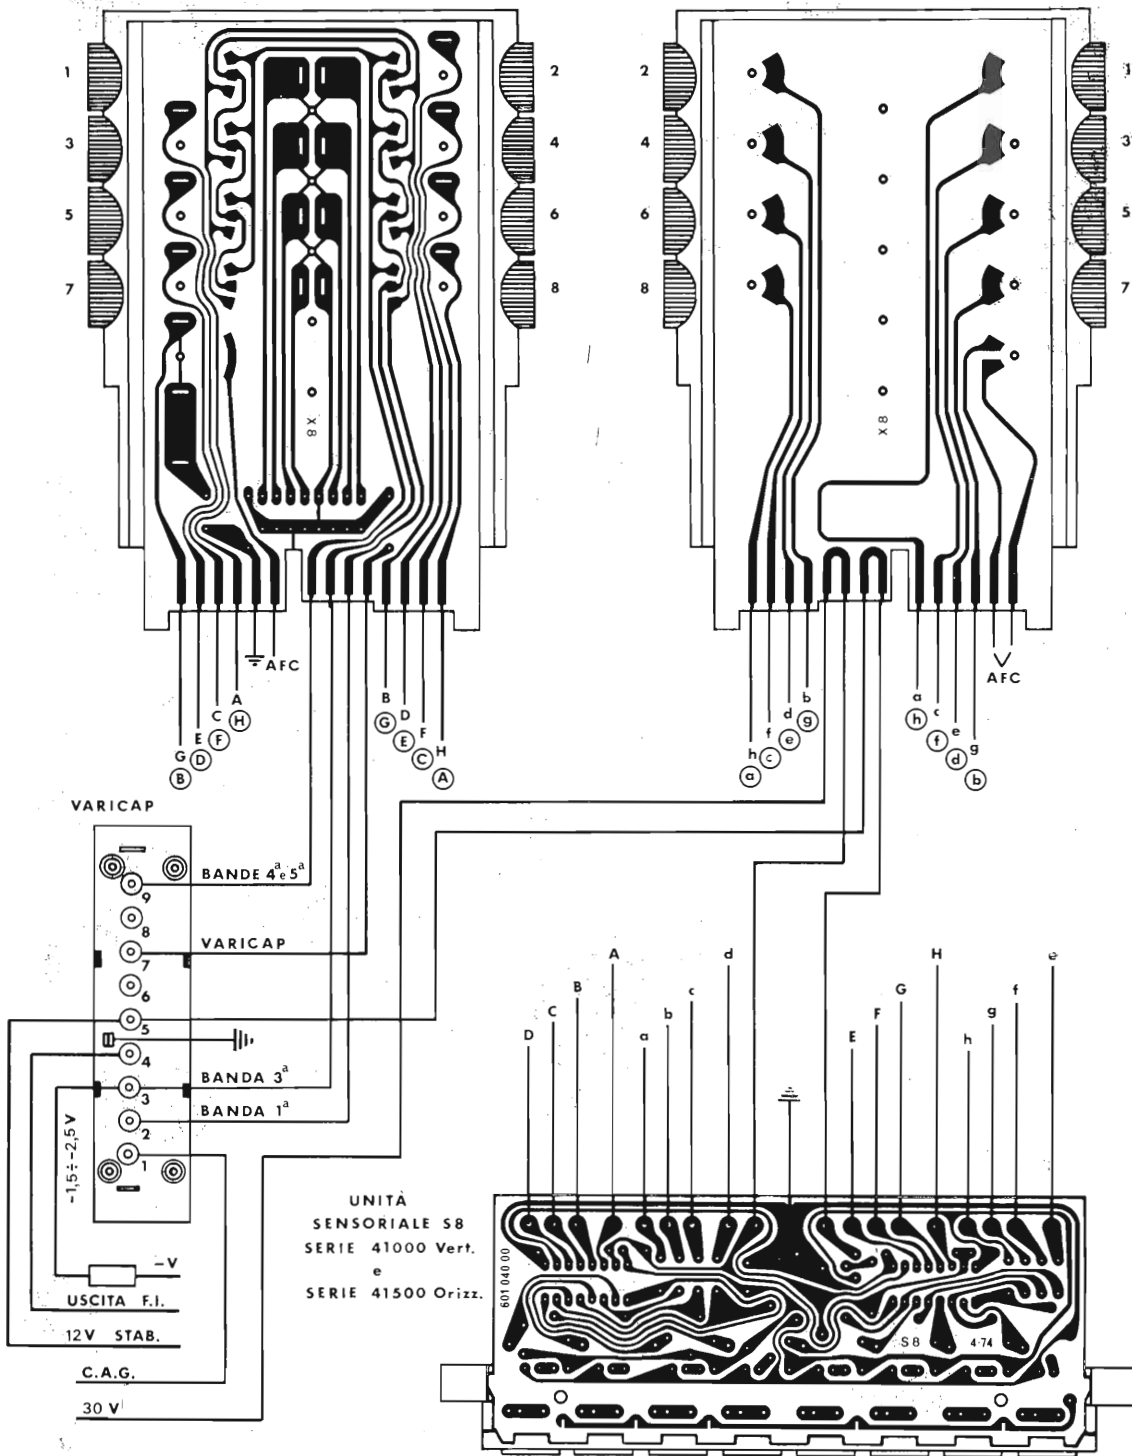 1
2
3
4
5
6
7
8
X8
AFC
G
B
E
D
C
F
A
H
B
G
D
E
F
C
H
A
2
1
4
3
6
5
8
7
X8
AFC
h
a
f
c
d
e
b
g
a
h
c
f
e
d
g
b
VARICAP
BANDE 4ª e 5ª
9
8
VARICAP
7
6
5
4
BANDA 3ª
3
BANDA 1ª
2
1
-1,5 ÷ -2,5 V
-V
USCITA F.I.
12V STAB.
C.A.G.
30 V
UNITÀ
SENSORIALE S8
SERIE 41000 Vert.
e
SERIE 41500 Orizz.
D
C
B
A
a
b
c
d
E
F
G
H
h
g
f
e
601 040 00
S8
4-74